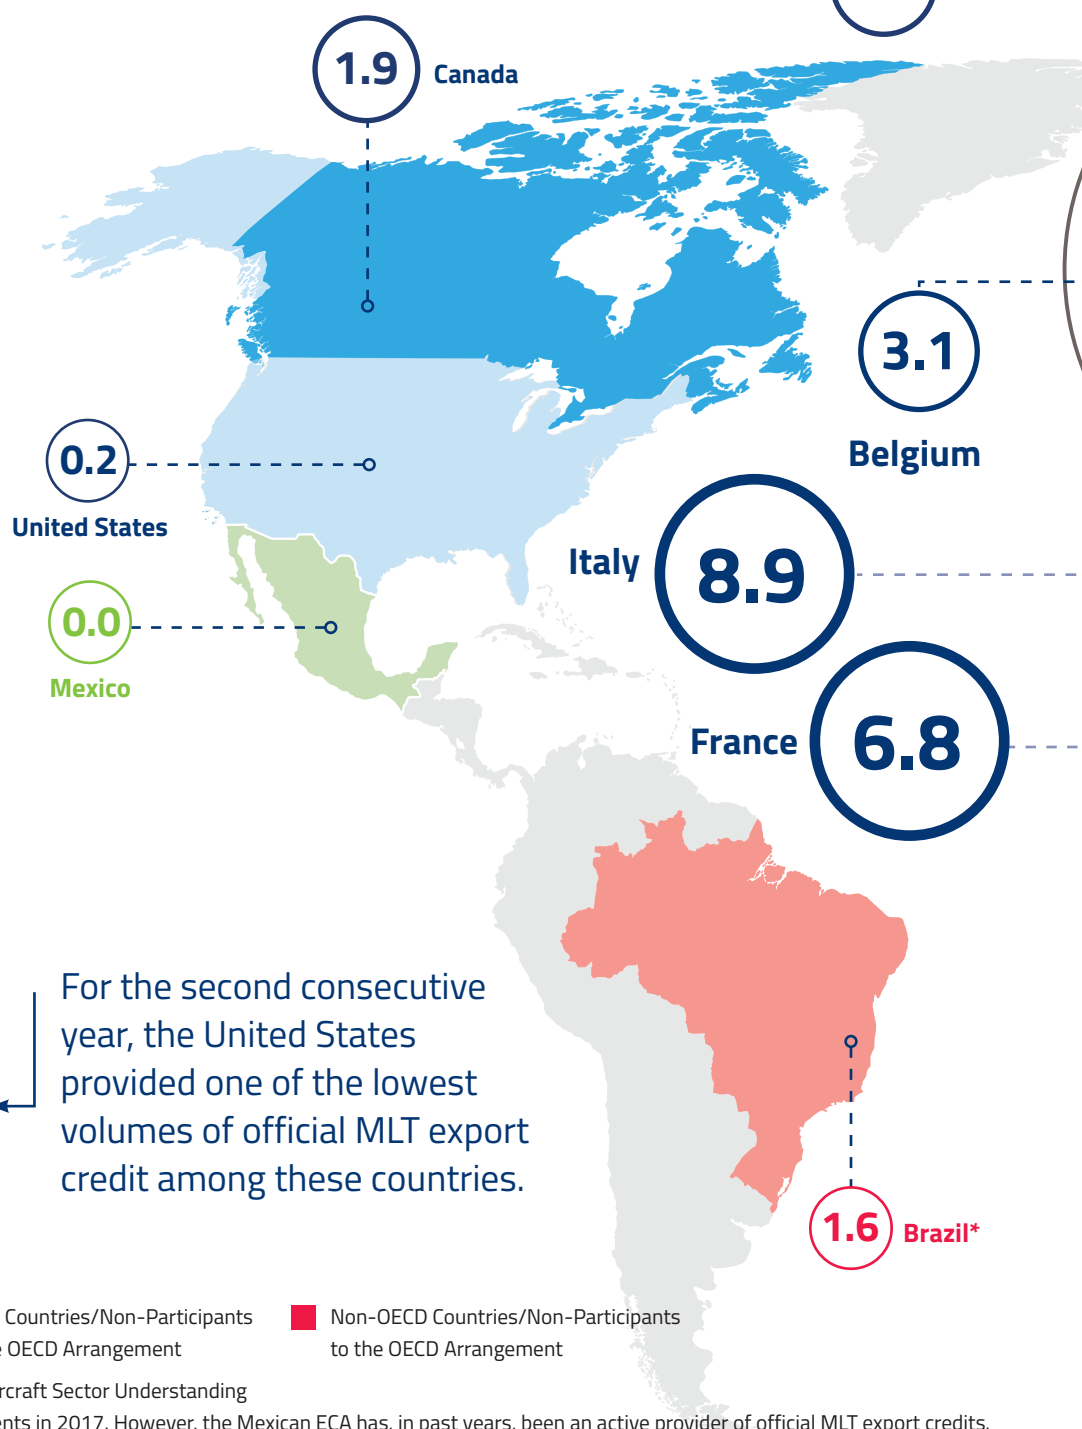 1.9
Canada
3.1
Belgium
0.2
United States
Italy
8.9
0.0
Mexico
France
6.8
For the second consecutive
year, the United States
provided one of the lowest
volumes of official MLT export
credit among these countries.
1.6
Brazil*
Countries/Non-Participants
OECD Arrangement
Non-OECD Countries/Non-Participants
to the OECD Arrangement
Sector Understanding
in 2017. However, the Mexican ECA has, in past years, been an active provider of official MLT export credits.